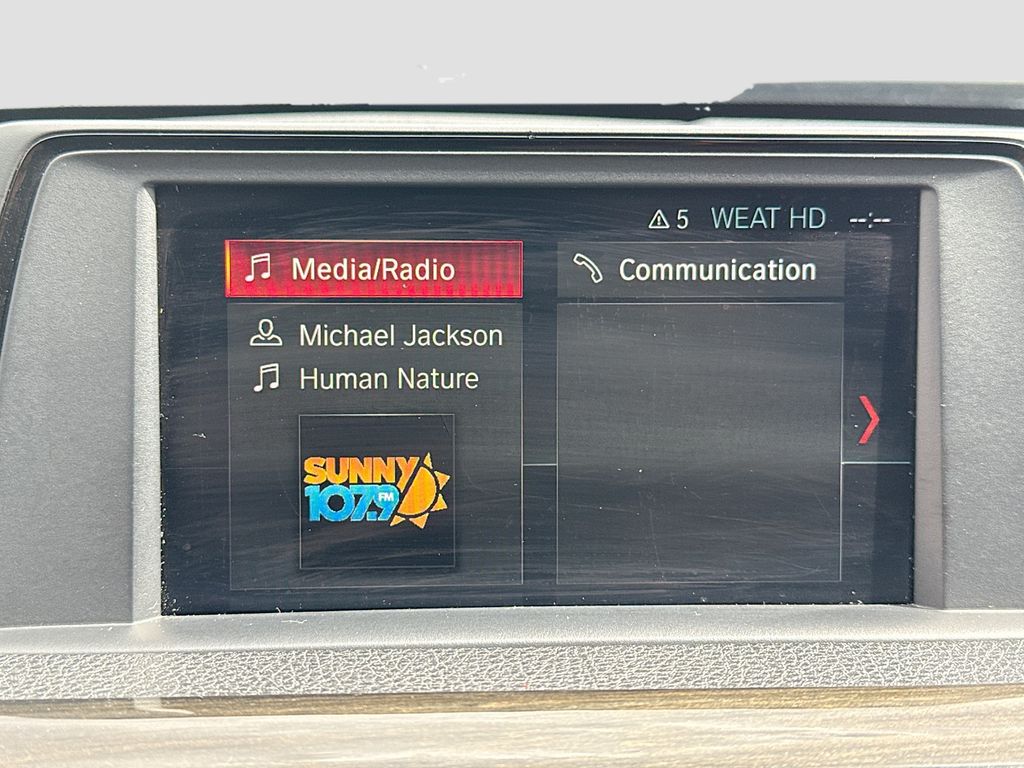 5 WEAT HD --:--
Media/Radio
Communication
Michael Jackson
Human Nature
SUNNY
107.9 FM